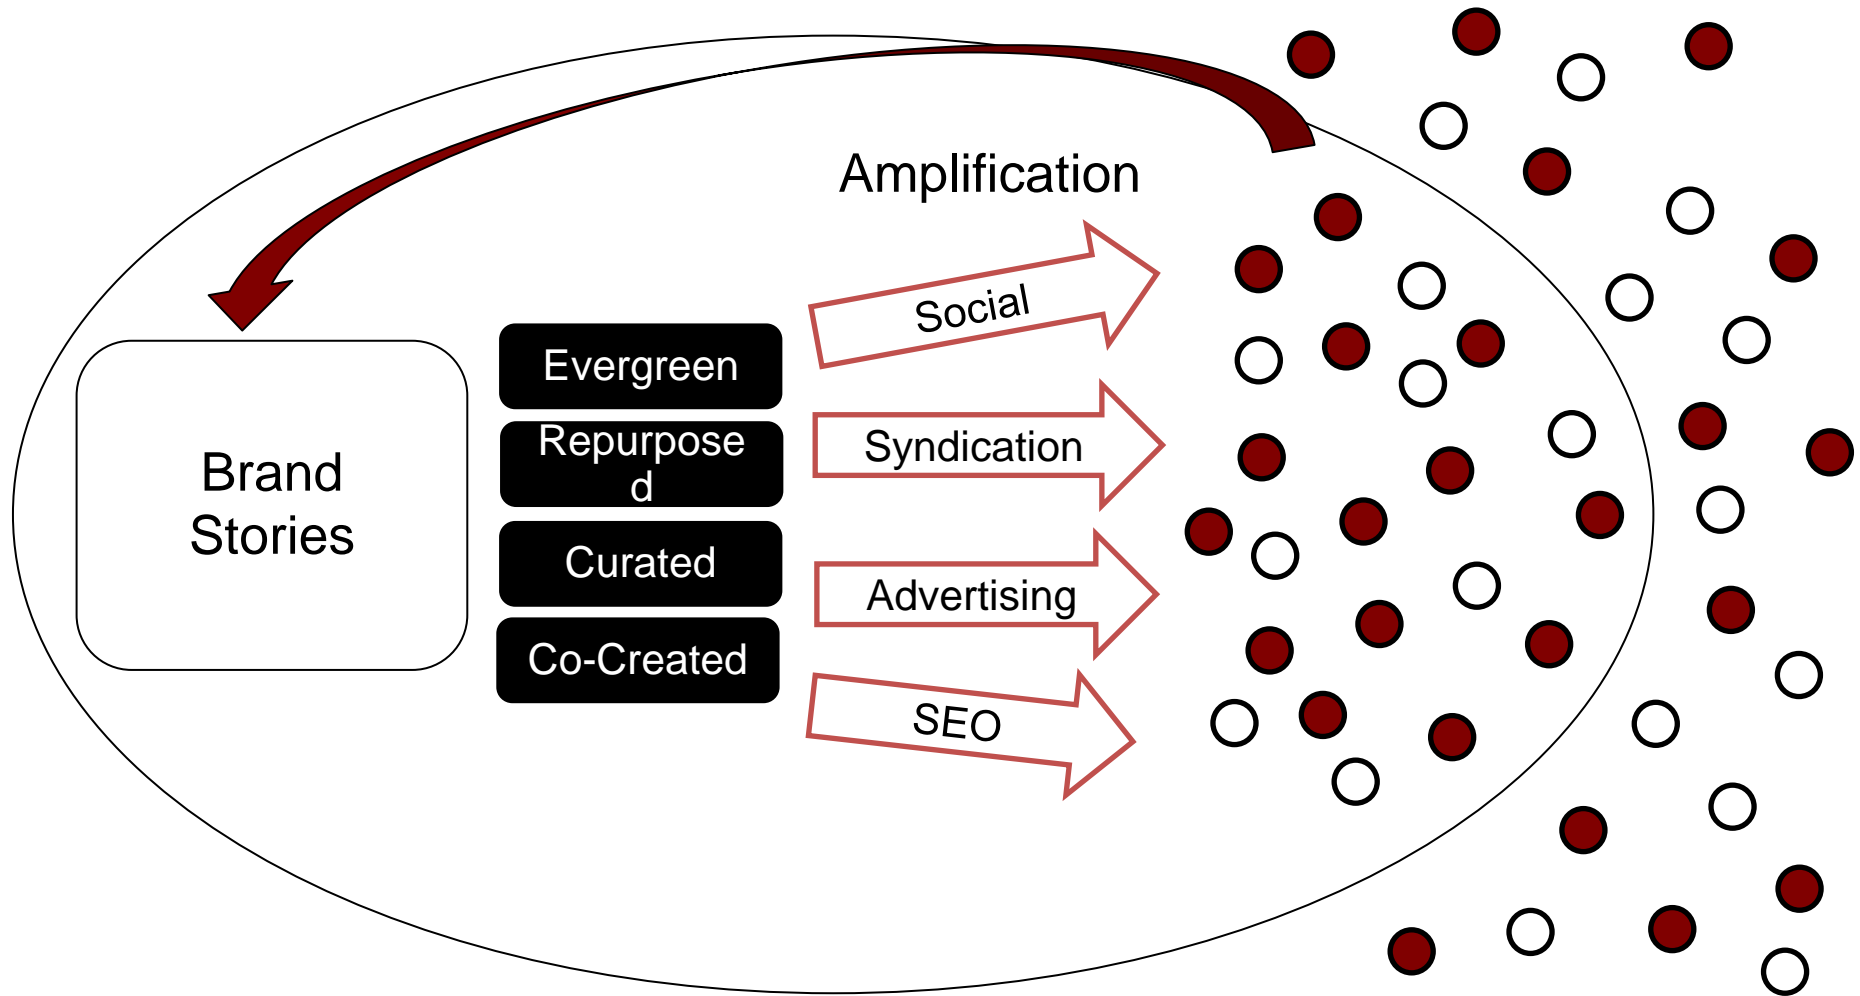 Amplification
Brand
Stories
Evergreen
Repurpose
d
Curated
Co-Created
Social
Syndication
Advertising
SEO